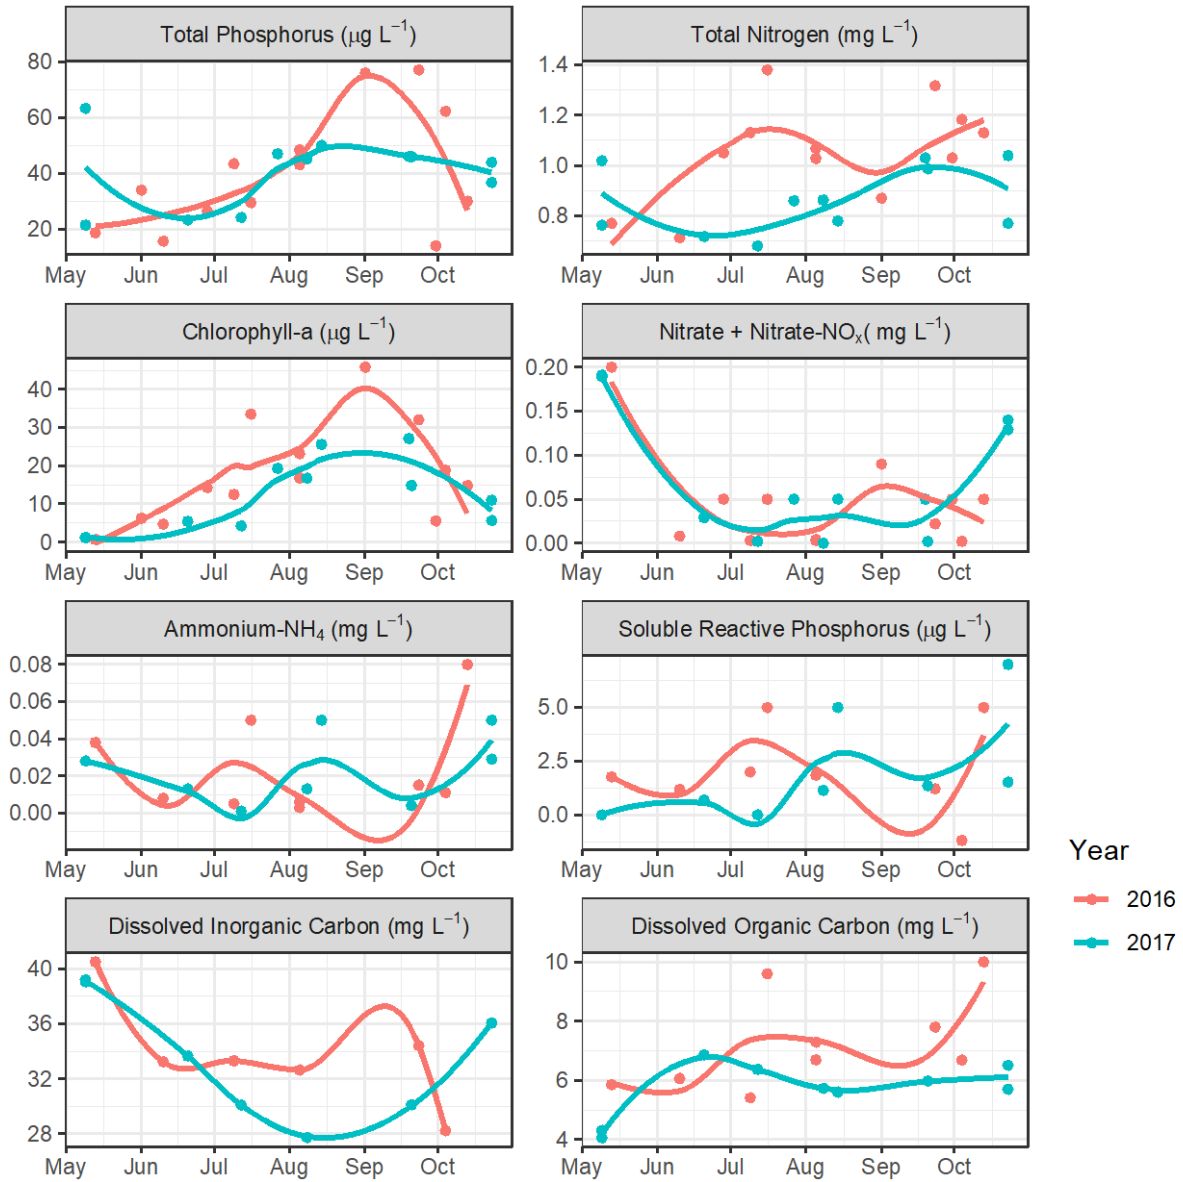 Total Phosphorus (μg L⁻¹)
80
60
40
20
May Jun Jul Aug Sep Oct
Total Nitrogen (mg L⁻¹)
1.4
1.2
1.0
0.8
May Jun Jul Aug Sep Oct
Chlorophyll-a (μg L⁻¹)
40
30
20
10
0
May Jun Jul Aug Sep Oct
Nitrate + Nitrate-NOₓ( mg L⁻¹)
0.20
0.15
0.10
0.05
0.00
May Jun Jul Aug Sep Oct
Ammonium-NH₄ (mg L⁻¹)
0.08
0.06
0.04
0.02
0.00
May Jun Jul Aug Sep Oct
Soluble Reactive Phosphorus (μg L⁻¹)
5.0
2.5
0.0
May Jun Jul Aug Sep Oct
Dissolved Inorganic Carbon (mg L⁻¹)
40
36
32
28
May Jun Jul Aug Sep Oct
Dissolved Organic Carbon (mg L⁻¹)
10
8
6
4
May Jun Jul Aug Sep Oct
Year
2016
2017